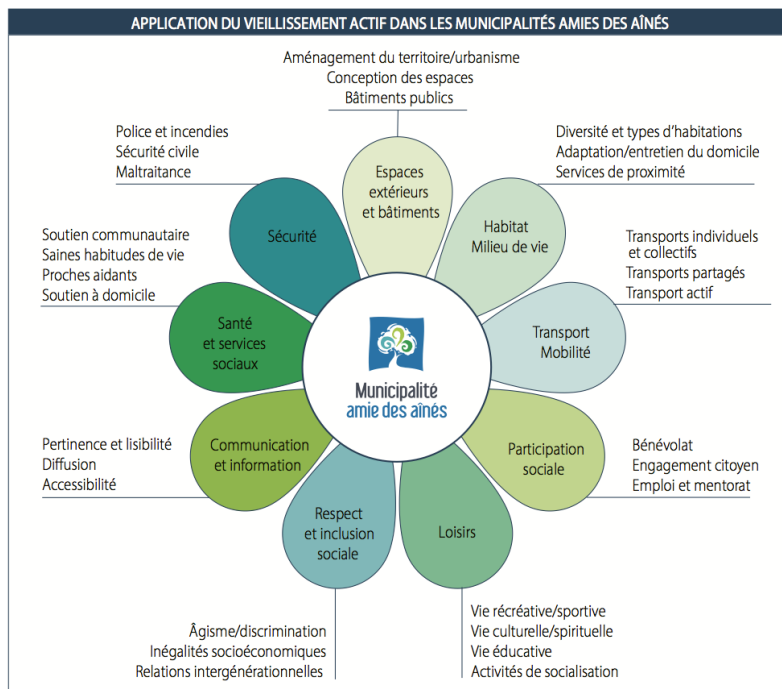 APPLICATION DU VIEILLISSEMENT ACTIF DANS LES MUNICIPALITÉS AMIES DES AÎNÉS
Aménagement du territoire/urbanisme
Conception des espaces
Bâtiments publics
Espaces
extérieurs
et bâtiments
Diversité et types d'habitations
Adaptation/entretien du domicile
Services de proximité
Habitat
Milieu de vie
Transports individuels
et collectifs
Transports partagés
Transport actif
Transport
Mobilité
Bénévolat
Engagement citoyen
Emploi et mentorat
Participation
sociale
Vie récréative/sportive
Vie culturelle/spirituelle
Vie éducative
Activités de socialisation
Loisirs
Âgisme/discrimination
Inégalités socioéconomiques
Relations intergénérationnelles
Respect
et inclusion
sociale
Pertinence et lisibilité
Diffusion
Accessibilité
Communication
et information
Soutien communautaire
Saines habitudes de vie
Proches aidants
Soutien à domicile
Santé
et services
sociaux
Police et incendies
Sécurité civile
Maltraitance
Sécurité
Municipalité
amie des aînés